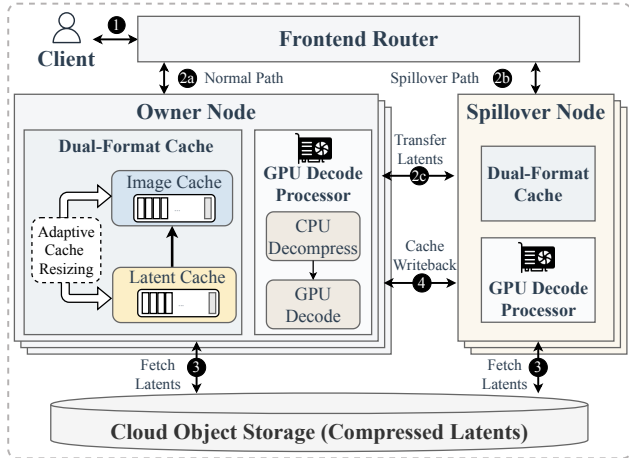 Client
1
Frontend Router
2a Normal Path
Spillover Path 2b
Owner Node
Dual-Format Cache
Image Cache
...
Adaptive
Cache
Resizing
Latent Cache
...
GPU Decode
Processor
CPU
Decompress
GPU
Decode
Transfer
Latents
2c
Cache
Writeback
4
Spillover Node
Dual-Format
Cache
GPU Decode
Processor
Fetch
Latents
3
Fetch
Latents
3
Cloud Object Storage (Compressed Latents)